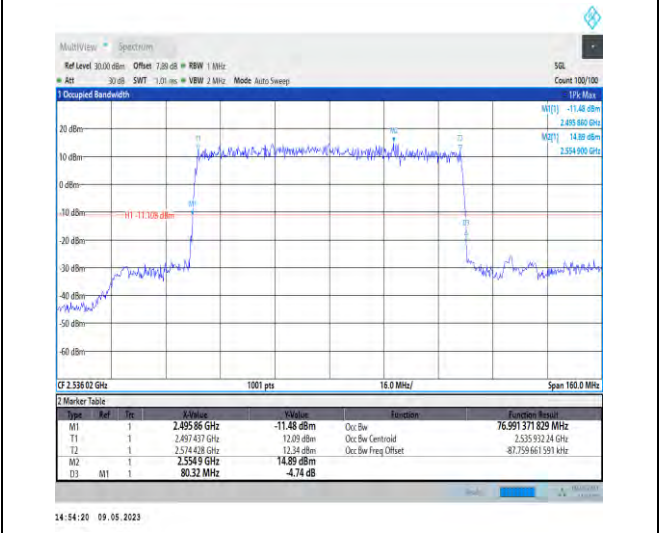 MultiView Spectrum
Ref Level 30.00 dBm Offset 7.89 dB RBW 1 MHz SGL
Att 30 dB SWT 1.01 ms VBW 2 MHz Mode Auto Sweep Count 100/100
1 Occupied Bandwidth 1Pk Max
M1[1] -11.48 dBm
2.495 860 GHz
M2[1] 14.89 dBm
2.554 900 GHz
20 dBm
T1 M2 T2
10 dBm
0 dBm
M1
-10 dBm
H1 -11.109 dBm
D3
-20 dBm
-30 dBm
-40 dBm
-50 dBm
-60 dBm
CF 2.536 02 GHz 1001 pts 16.0 MHz/ Span 160.0 MHz
2 Marker Table
Type Ref Trc X-Value Y-Value Function Function Result
M1 1 2.495 86 GHz -11.48 dBm Occ Bw 76.991 371 829 MHz
T1 1 2.497 437 GHz 12.09 dBm Occ Bw Centroid 2.535 932 24 GHz
T2 1 2.574 428 GHz 12.34 dBm Occ Bw Freq Offset -87.759 661 591 kHz
M2 1 2.554 9 GHz 14.89 dBm
D3 M1 1 80.32 MHz -4.74 dB
14:54:20 09.05.2023